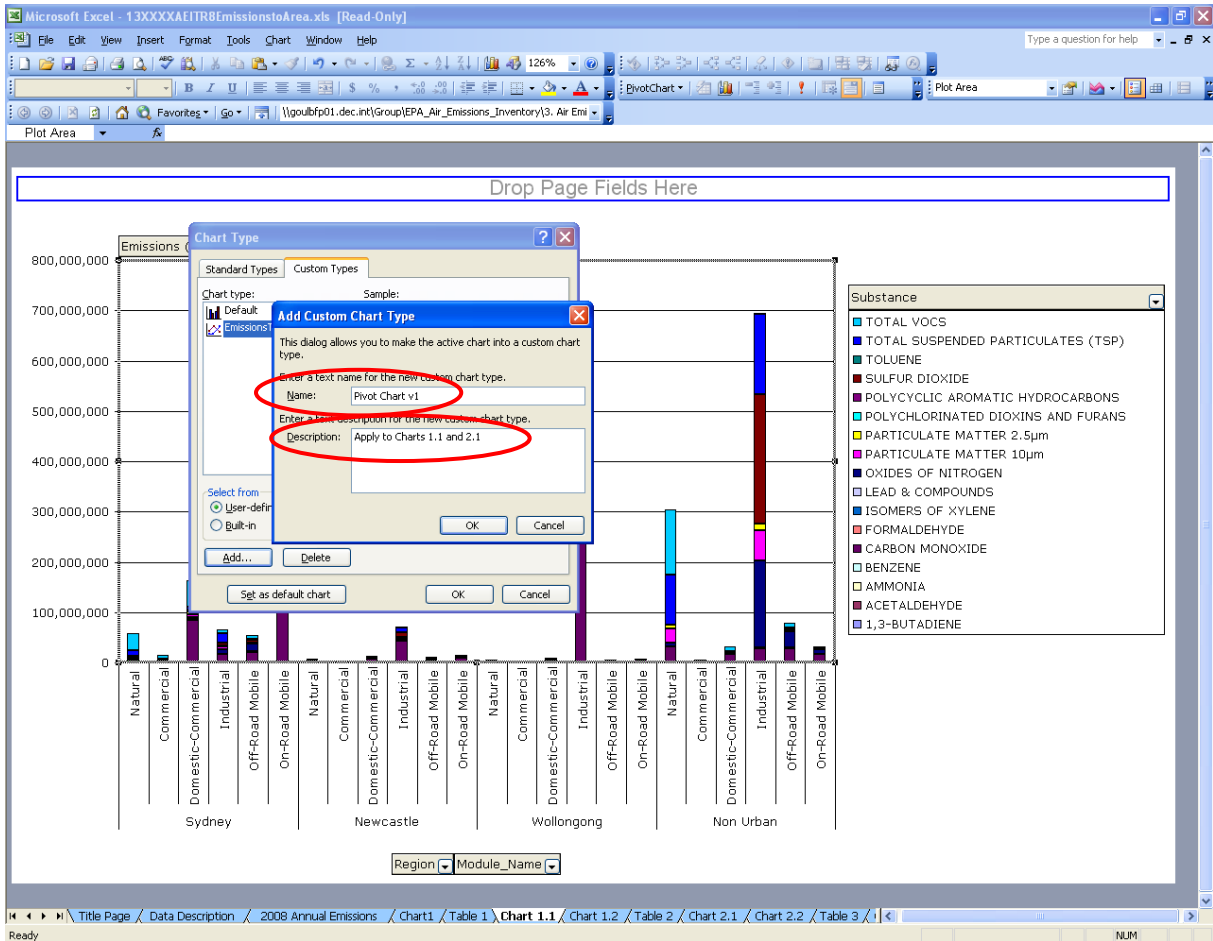 Microsoft Excel - 13XXXXAEITR8EmissionstoArea.xls [Read-Only]
File Edit View Insert Format Tools Chart Window Help
Type a question for help
126%
PivotChart
Plot Area
Favorites Go \\goulbfp01.dec.int\Group\EPA_Air_Emissions_Inventory\3. Air Emi
Plot Area fx
Drop Page Fields Here
Emissions (
800,000,000
700,000,000
600,000,000
500,000,000
400,000,000
300,000,000
200,000,000
100,000,000
0
Chart Type
Standard Types Custom Types
Chart type: Sample:
Default
EmissionsT
Add Custom Chart Type
This dialog allows you to make the active chart into a custom chart
type.
Enter a text name for the new custom chart type.
Name: Pivot Chart v1
Enter a text description for the new custom chart type.
Description: Apply to Charts 1.1 and 2.1
OK Cancel
Select from
User-defin
Built-in
Add... Delete
Set as default chart OK Cancel
Substance
TOTAL VOCS
TOTAL SUSPENDED PARTICULATES (TSP)
TOLUENE
SULFUR DIOXIDE
POLYCYCLIC AROMATIC HYDROCARBONS
POLYCHLORINATED DIOXINS AND FURANS
PARTICULATE MATTER 2.5µm
PARTICULATE MATTER 10µm
OXIDES OF NITROGEN
LEAD & COMPOUNDS
ISOMERS OF XYLENE
FORMALDEHYDE
CARBON MONOXIDE
BENZENE
AMMONIA
ACETALDEHYDE
1,3-BUTADIENE
Natural
Commercial
Domestic-Commercial
Industrial
Off-Road Mobile
On-Road Mobile
Natural
Commercial
Domestic-Commercial
Industrial
Off-Road Mobile
On-Road Mobile
Natural
Commercial
Domestic-Commercial
Industrial
Off-Road Mobile
On-Road Mobile
Natural
Commercial
Domestic-Commercial
Industrial
Off-Road Mobile
On-Road Mobile
Sydney Newcastle Wollongong Non Urban
Region Module_Name
Title Page Data Description 2008 Annual Emissions Chart1 Table 1 Chart 1.1 Chart 1.2 Table 2 Chart 2.1 Chart 2.2 Table 3
Ready NUM